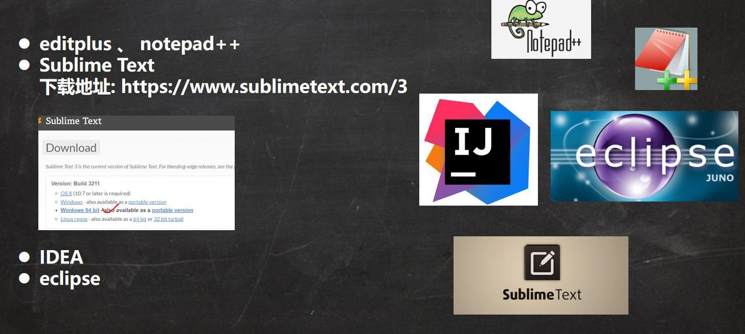 editplus 、 notepad++
Sublime Text
下载地址: https://www.sublimetext.com/3
Sublime Text
Download
Sublime Text 3 is the current version of Sublime Text. For bleeding-edge releases, see the
Version: Build 3211
OS X (10.7 or later is required)
Windows - also available as a portable version
Windows 64 bit - also available as a portable version
Linux repos - also available as a 64 bit or 32 bit tarball
IDEA
eclipse
Notepad++
IJ
eclipse
JUNO
SublimeText